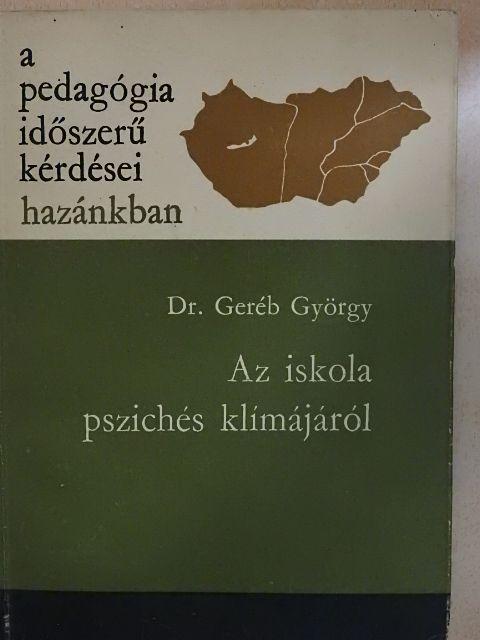 a
pedagógia
időszerű
kérdései
hazánkban
Dr. Geréb György
Az iskola
pszichés klímájáról